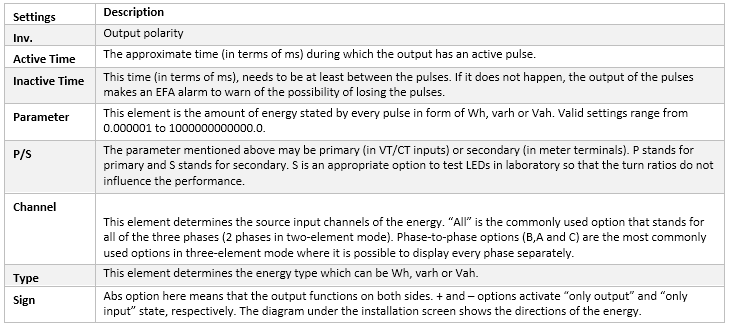 Settings Description
Inv. Output polarity
Active Time The approximate time (in terms of ms) during which the output has an active pulse.
Inactive Time This time (in terms of ms), needs to be at least between the pulses. If it does not happen, the output of the pulses
makes an EFA alarm to warn of the possibility of losing the pulses.
Parameter This element is the amount of energy stated by every pulse in form of Wh, varh or Vah. Valid settings range from
0.000001 to 1000000000000.0.
P/S The parameter mentioned above may be primary (in VT/CT inputs) or secondary (in meter terminals). P stands for
primary and S stands for secondary. S is an appropriate option to test LEDs in laboratory so that the turn ratios do not
influence the performance.
Channel
This element determines the source input channels of the energy. “All” is the commonly used option that stands for
all of the three phases (2 phases in two-element mode). Phase-to-phase options (B,A and C) are the most commonly
used options in three-element mode where it is possible to display every phase separately.
Type This element determines the energy type which can be Wh, varh or Vah.
Sign Abs option here means that the output functions on both sides. + and – options activate “only output” and “only
input” state, respectively. The diagram under the installation screen shows the directions of the energy.